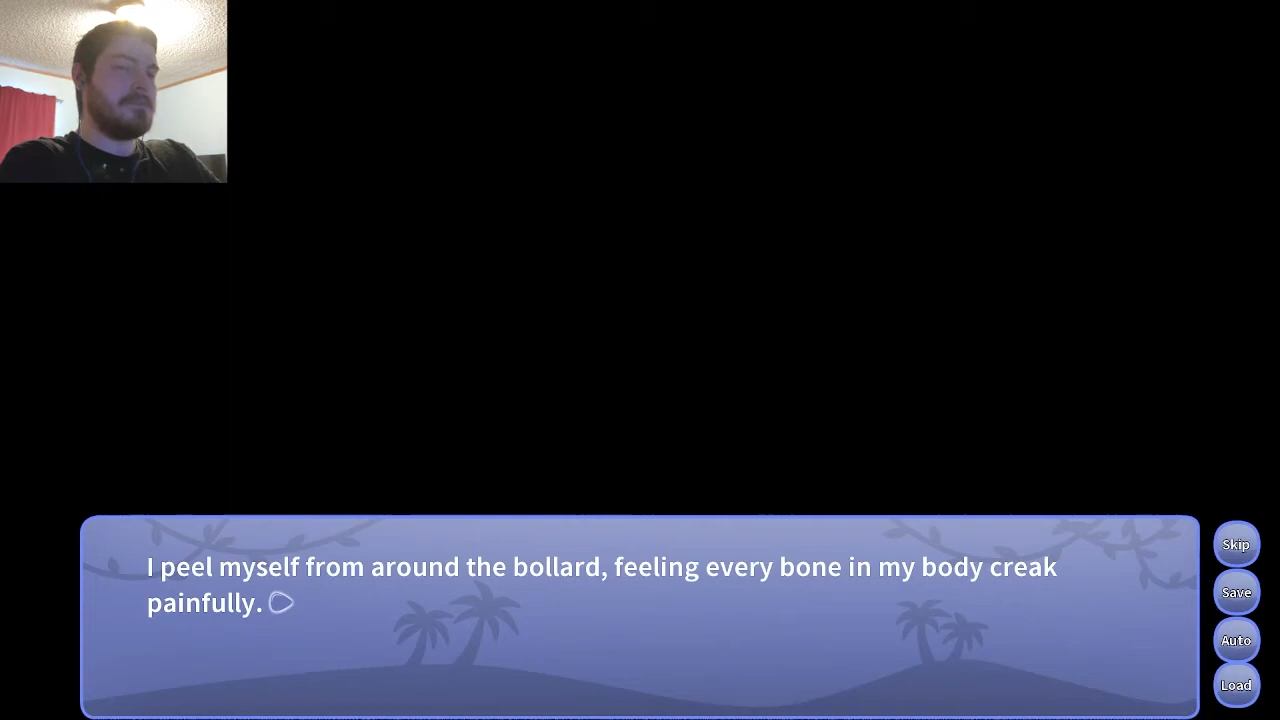 I peel myself from around the bollard, feeling every bone in my body creak
painfully.
Skip
Save
Auto
Load